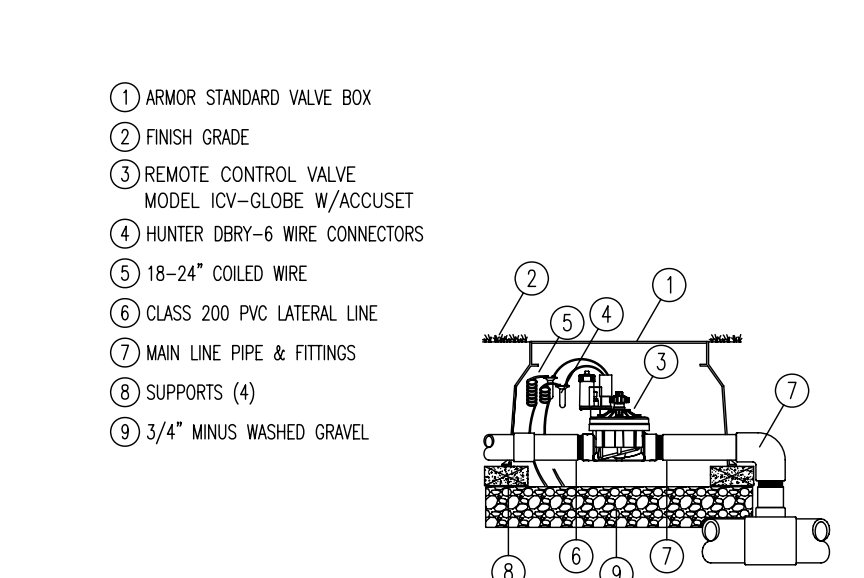 1 ARMOR STANDARD VALVE BOX
2 FINISH GRADE
3 REMOTE CONTROL VALVE
MODEL ICV-GLOBE W/ACCUSET
4 HUNTER DBRY-6 WIRE CONNECTORS
5 18-24" COILED WIRE
6 CLASS 200 PVC LATERAL LINE
7 MAIN LINE PIPE & FITTINGS
8 SUPPORTS (4)
9 3/4" MINUS WASHED GRAVEL
2
1
5
4
3
7
6
7
8
9